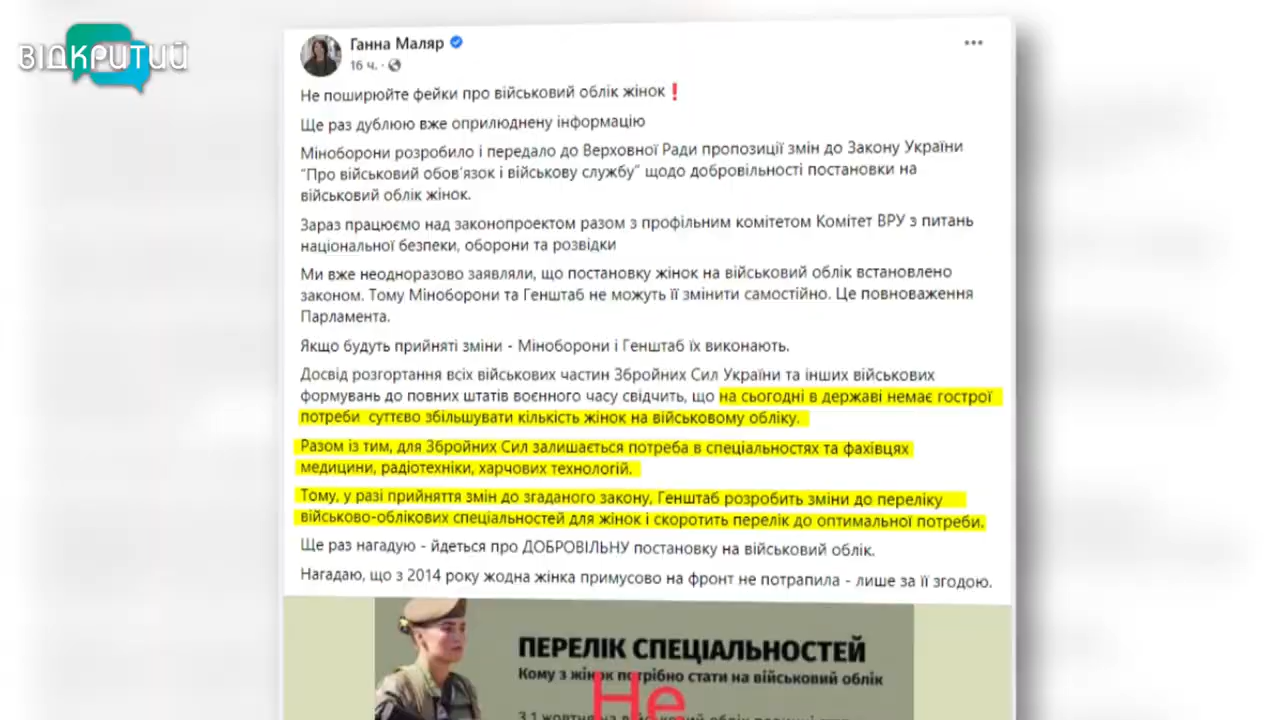 ВІДКРИТИЙ
Ганна Маляр
16 ч. ·
Не поширюйте фейки про військовий облік жінок❗
Ще раз дублюю вже оприлюднену інформацію
Міноборони розробило і передало до Верховної Ради пропозиції змін до Закону України
"Про військовий обов'язок і військову службу" щодо добровільності постановки на
військовий облік жінок.
Зараз працюємо над законопроектом разом з профільним комітетом Комітет ВРУ з питань
національної безпеки, оборони та розвідки
Ми вже неодноразово заявляли, що постановку жінок на військовий облік встановлено
законом. Тому Міноборони та Генштаб не можуть її змінити самостійно. Це повноваження
Парламента.
Якщо будуть прийняті зміни - Міноборони і Генштаб їх виконають.
Досвід розгортання всіх військових частин Збройних Сил України та інших військових
формувань до повних штатів воєнного часу свідчить, що на сьогодні в державі немає гострої
потреби суттєво збільшувати кількість жінок на військовому обліку.
Разом із тим, для Збройних Сил залишається потреба в спеціальностях та фахівцях
медицини, радіотехніки, харчових технологій.
Тому, у разі прийняття змін до згаданого закону, Генштаб розробить зміни до переліку
військово-облікових спеціальностей для жінок і скоротить перелік до оптимальної потреби.
Ще раз нагадую - йдеться про ДОБРОВІЛЬНУ постановку на військовий облік.
Нагадаю, що з 2014 року жодна жінка примусово на фронт не потрапила - лише за її згодою.
ПЕРЕЛІК СПЕЦІАЛЬНОСТЕЙ
Кому з жінок потрібно стати на військовий облік
Не